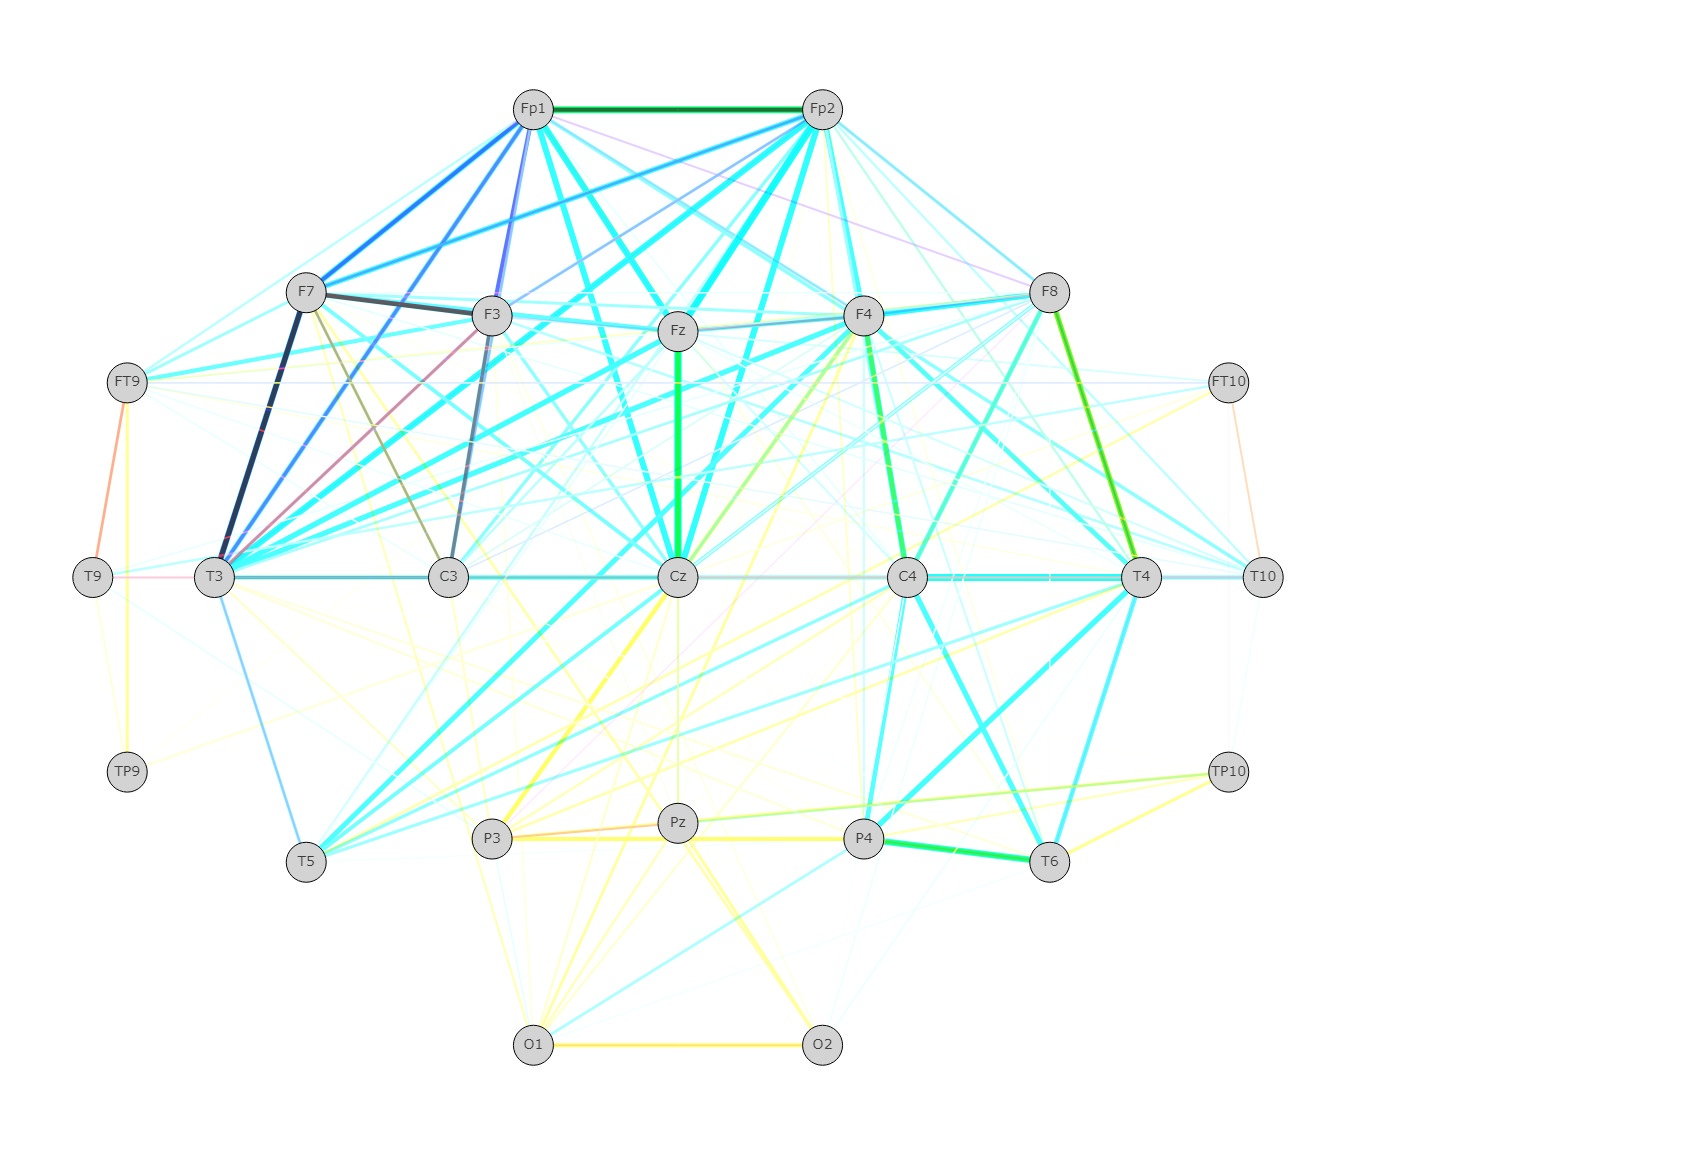 Fp1 Fp2
F7 F3 Fz F4 F8
FT9 FT10
T9 T3 C3 Cz C4 T4 T10
TP9 TP10
T5 P3 Pz P4 T6
O1 O2